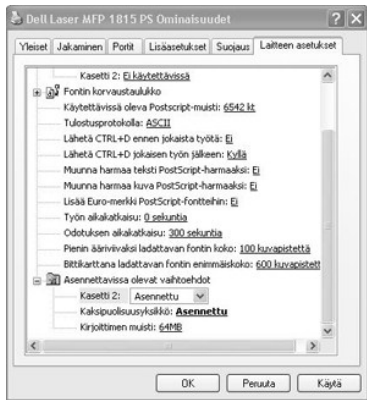 Dell Laser MFP 1815 PS Ominaisuudet
Yleiset Jakaminen Portit Lisäasetukset Suojaus Laitteen asetukset
Kasetti 2: Ei käytettävissä
Fontin korvaustaulukko
Käytettävissä oleva Postscript-muisti: 6542 kt
Tulostusprotokolla: ASCII
Lähetä CTRL+D ennen jokaista työtä: Ei
Lähetä CTRL+D jokaisen työn jälkeen: Kyllä
Muunna harmaa teksti PostScript-harmaaksi: Ei
Muunna harmaa kuva PostScript-harmaaksi: Ei
Lisää Euro-merkki PostScript-fontteihin: Ei
Työn aikakatkaisu: 0 sekuntia
Odotuksen aikakatkaisu: 300 sekuntia
Pienin ääriviivaksi ladattavan fontin koko: 100 kuvapistettä
Bittikarttana ladattavan fontin enimmäiskoko: 600 kuvapistett
Asennettavissa olevat vaihtoehdot
Kasetti 2: Asennettu
Kaksipuolisuusyksikkö: Asennettu
Kirjoittimen muisti: 64MB
OK Peruuta Käytä